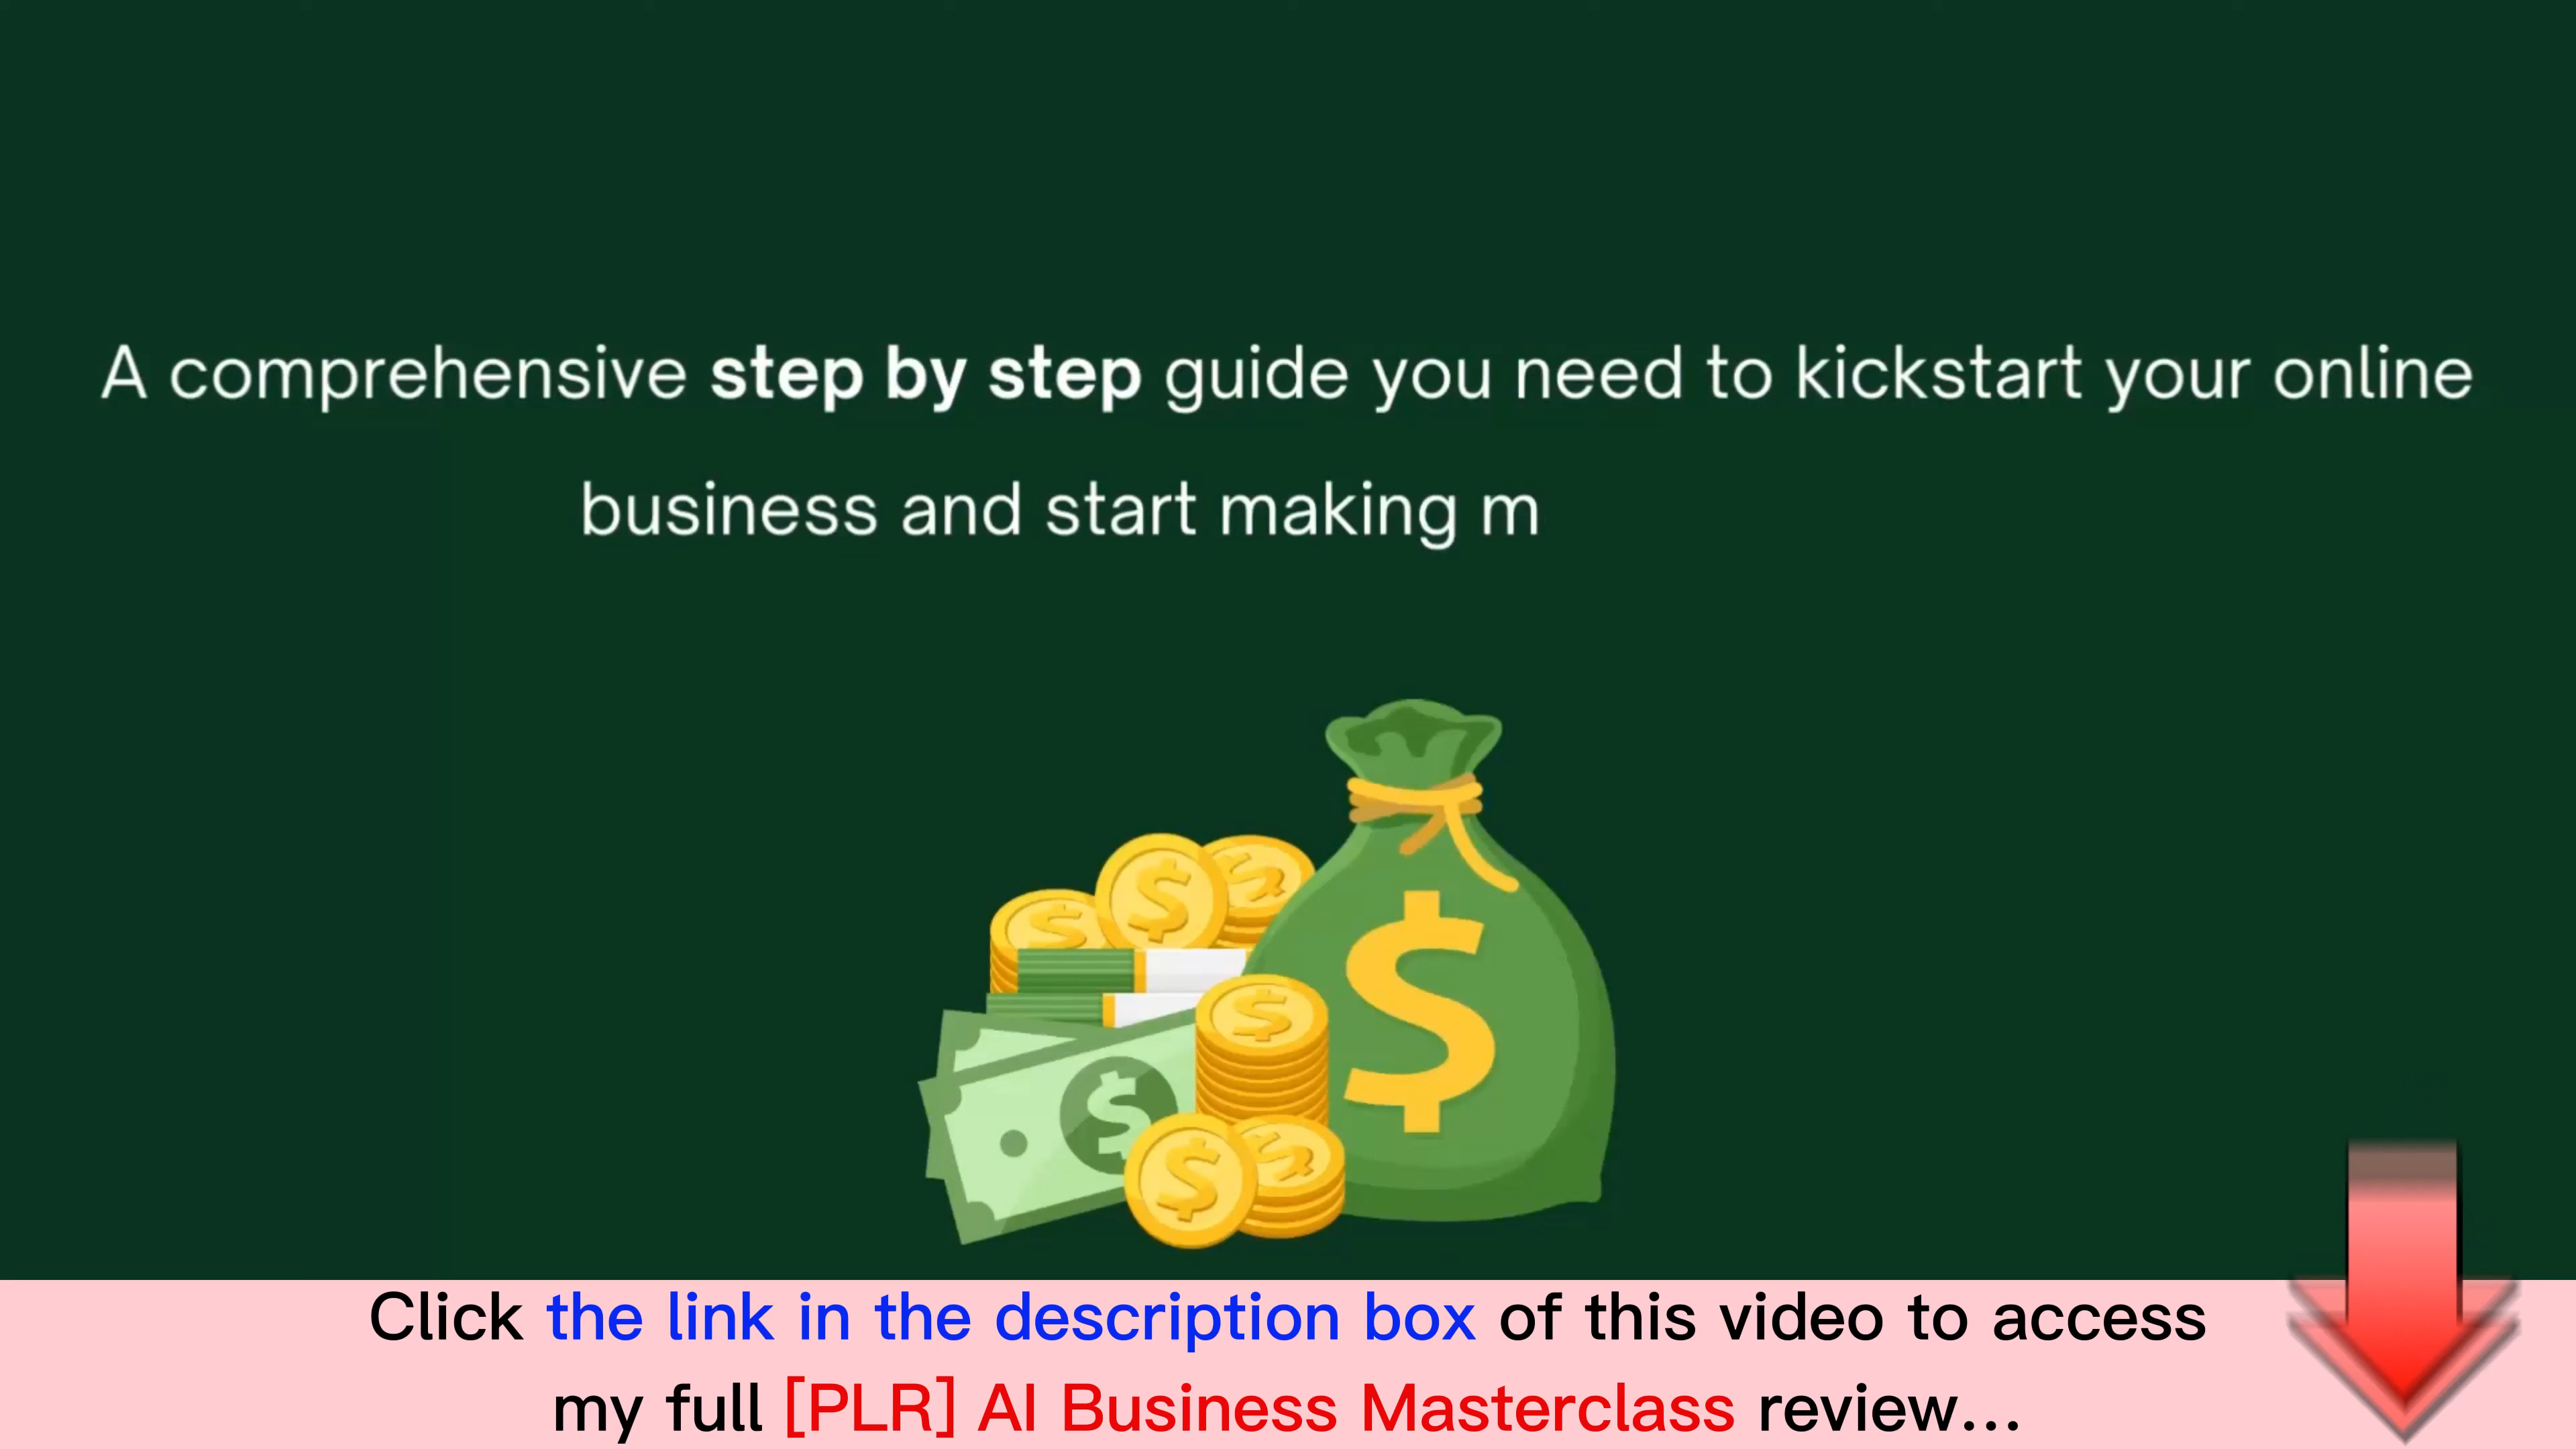 A comprehensive step by step guide you need to kickstart your online
business and start making m
$
$
$
$
$
$
$
$
Click the link in the description box of this video to access
my full [PLR] AI Business Masterclass review...